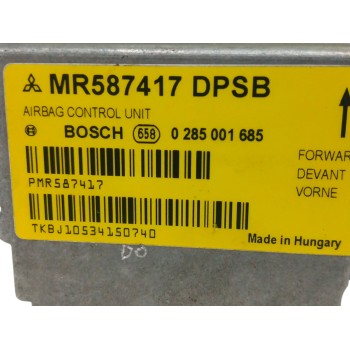 MR587417 DPSB
AIRBAG CONTROL UNIT
BOSCH 658 0 285 001 685
PMR587417
TKBJ10534150740
FORWAR
DEVANT
VORNE
Made in Hungary
DO